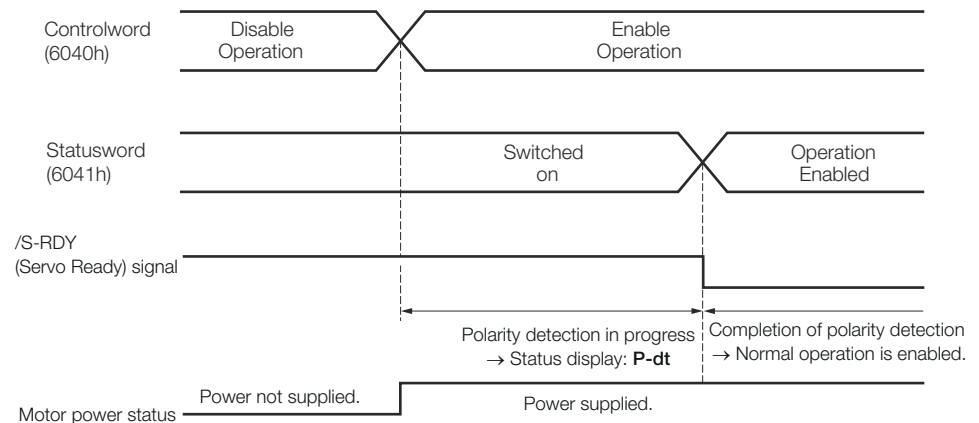 Controlword
(6040h)
Disable
Operation
Enable
Operation
Statusword
(6041h)
Switched
on
Operation
Enabled
/S-RDY
(Servo Ready) signal
Polarity detection in progress
→ Status display: P-dt
Completion of polarity detection
→ Normal operation is enabled.
Motor power status
Power not supplied.
Power supplied.